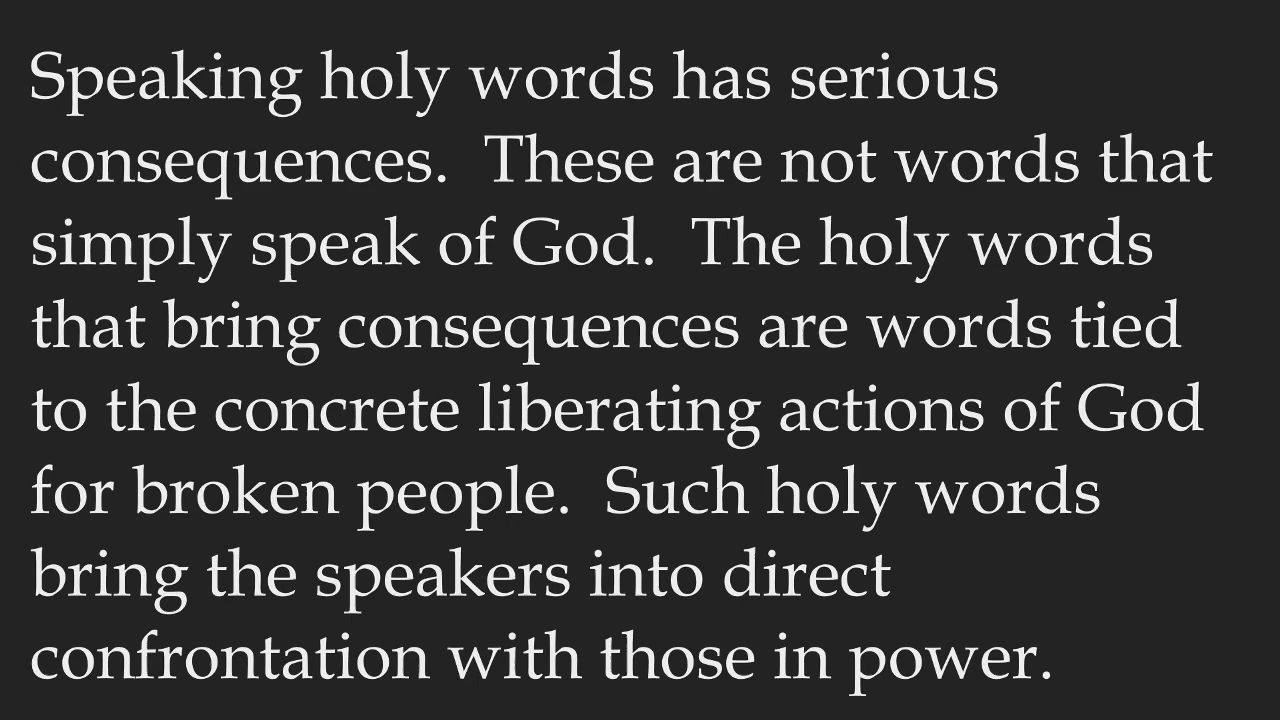 Speaking holy words has serious
consequences.  These are not words that
simply speak of God.  The holy words
that bring consequences are words tied
to the concrete liberating actions of God
for broken people.  Such holy words
bring the speakers into direct
confrontation with those in power.